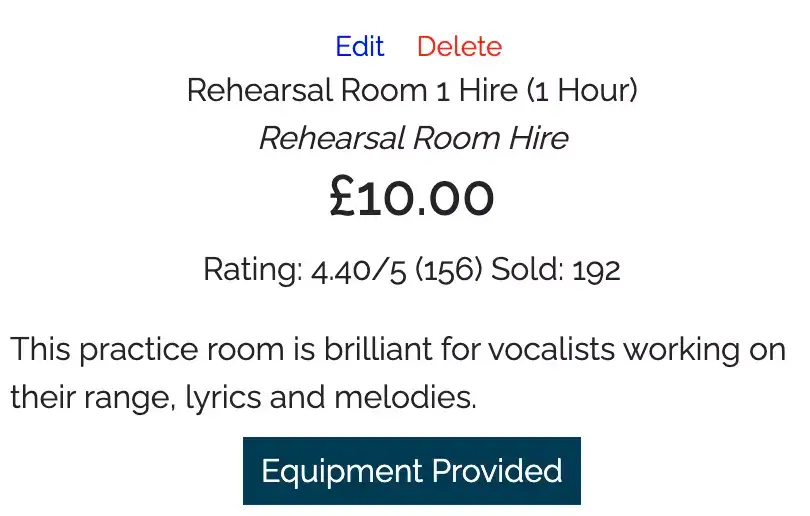 Edit Delete
Rehearsal Room 1 Hire (1 Hour)
Rehearsal Room Hire
£10.00
Rating: 4.40/5 (156) Sold: 192
This practice room is brilliant for vocalists working on
their range, lyrics and melodies.
Equipment Provided